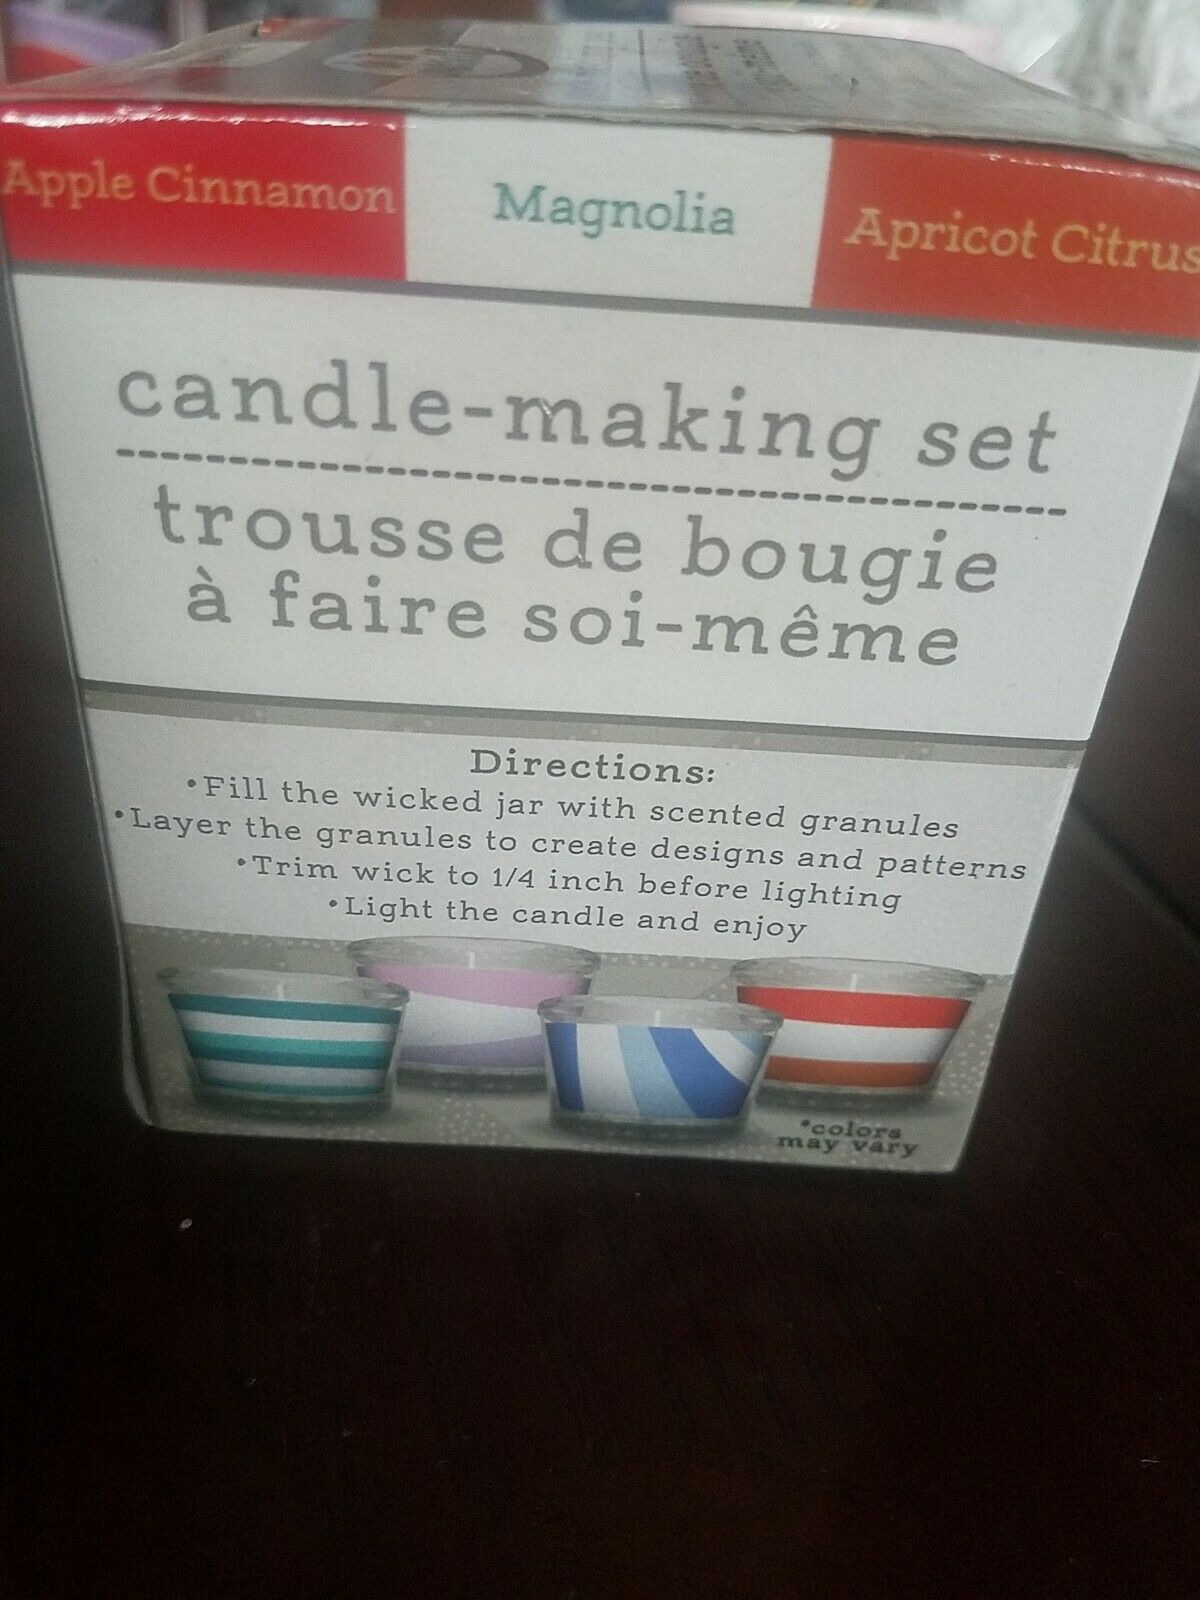 Apple Cinnamon Magnolia Apricot Citrus
candle-making set
trousse de bougie
à faire soi-même
Directions:
•Fill the wicked jar with scented granules
•Layer the granules to create designs and patterns
•Trim wick to 1/4 inch before lighting
•Light the candle and enjoy
*colors
may vary